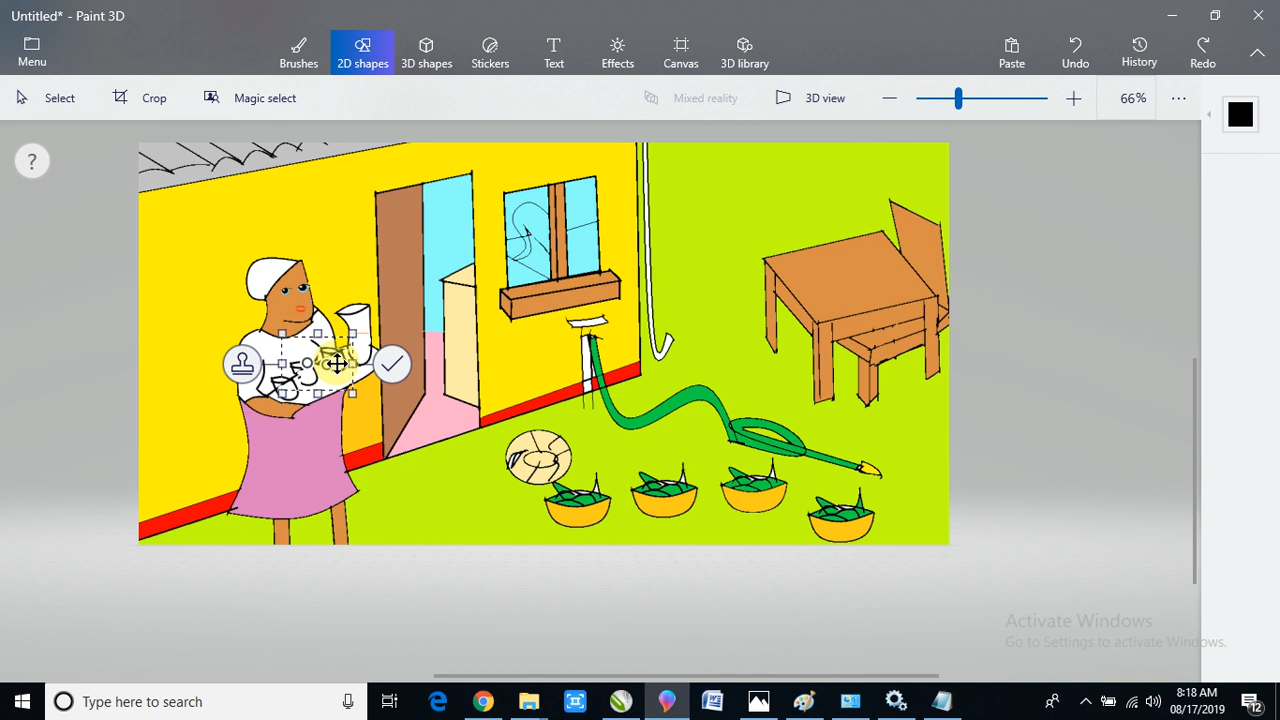 Untitled* - Paint 3D
Menu
Brushes
2D shapes
3D shapes
Stickers
Text
Effects
Canvas
3D library
Paste
Undo
History
Redo
Select
Crop
Magic select
Mixed reality
3D view
66%
?
Activate Windows
Go to Settings to activate Windows.
Type here to search
8:18 AM
08/17/2019
12